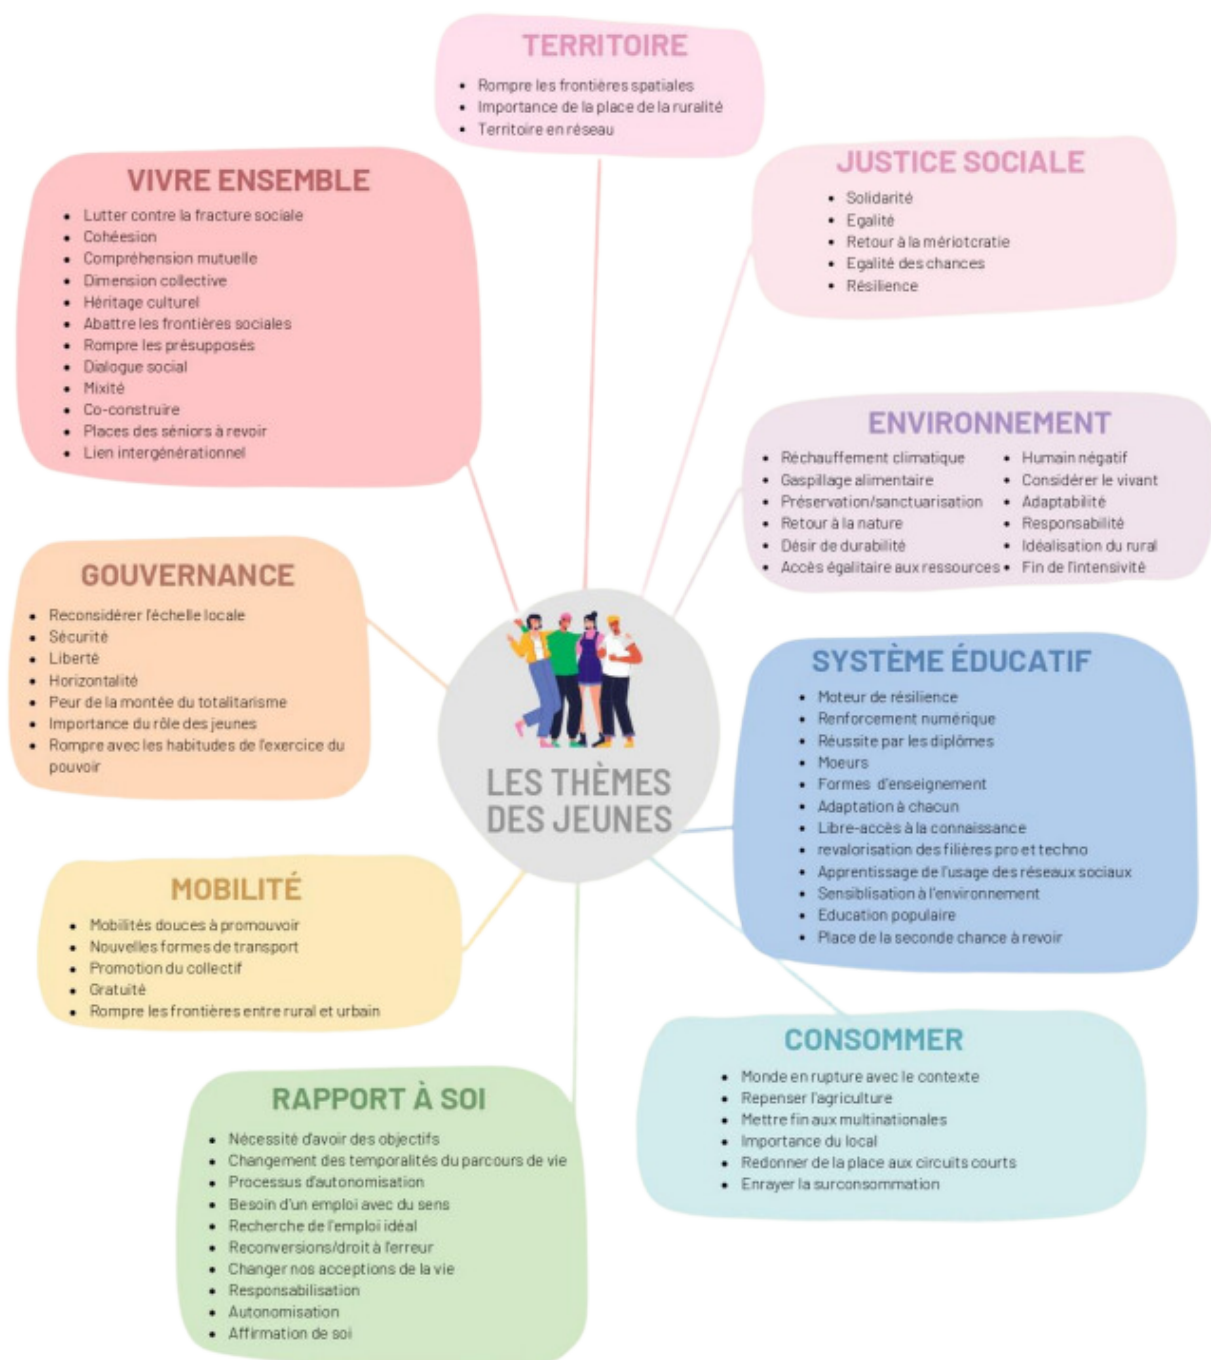 TERRITOIRE
Rompre les frontières spatiales
Importance de la place de la ruralité
Territoire en réseau
VIVRE ENSEMBLE
Lutter contre la fracture sociale
Cohéesion
Compréhension mutuelle
Dimension collective
Héritage culturel
Abattre les frontières sociales
Rompre les présupposés
Dialogue social
Mixité
Co-construire
Places des séniors à revoir
Lien intergénérationnel
JUSTICE SOCIALE
Solidarité
Egalité
Retour à la mériotcratie
Egalité des chances
Résilience
ENVIRONNEMENT
Réchauffement climatique
Gaspillage alimentaire
Préservation/sanctuarisation
Retour à la nature
Désir de durabilité
Accès égalitaire aux ressources
Humain négatif
Considérer le vivant
Adaptabilité
Responsabilité
Idéalisation du rural
Fin de l'intensivité
GOUVERNANCE
Reconsidérer l'échelle locale
Sécurité
Liberté
Horizontalité
Peur de la montée du totalitarisme
Importance du rôle des jeunes
Rompre avec les habitudes de l'exercice du
pouvoir
LES THÈMES
DES JEUNES
SYSTÈME ÉDUCATIF
Moteur de résilience
Renforcement numérique
Réussite par les diplômes
Moeurs
Formes d'enseignement
Adaptation à chacun
Libre-accès à la connaissance
revalorisation des filières pro et techno
Apprentissage de l'usage des réseaux sociaux
Sensiblisation à l'environnement
Education populaire
Place de la seconde chance à revoir
MOBILITÉ
Mobilités douces à promouvoir
Nouvelles formes de transport
Promotion du collectif
Gratuité
Rompre les frontières entre rural et urbain
CONSOMMER
Monde en rupture avec le contexte
Repenser l'agriculture
Mettre fin aux multinationales
Importance du local
Redonner de la place aux circuits courts
Enrayer la surconsommation
RAPPORT À SOI
Nécessité d'avoir des objectifs
Changement des temporalités du parcours de vie
Processus d'autonomisation
Besoin d'un emploi avec du sens
Recherche de l'emploi idéal
Reconversions/droit à l'erreur
Changer nos acceptions de la vie
Responsabilisation
Autonomisation
Affirmation de soi